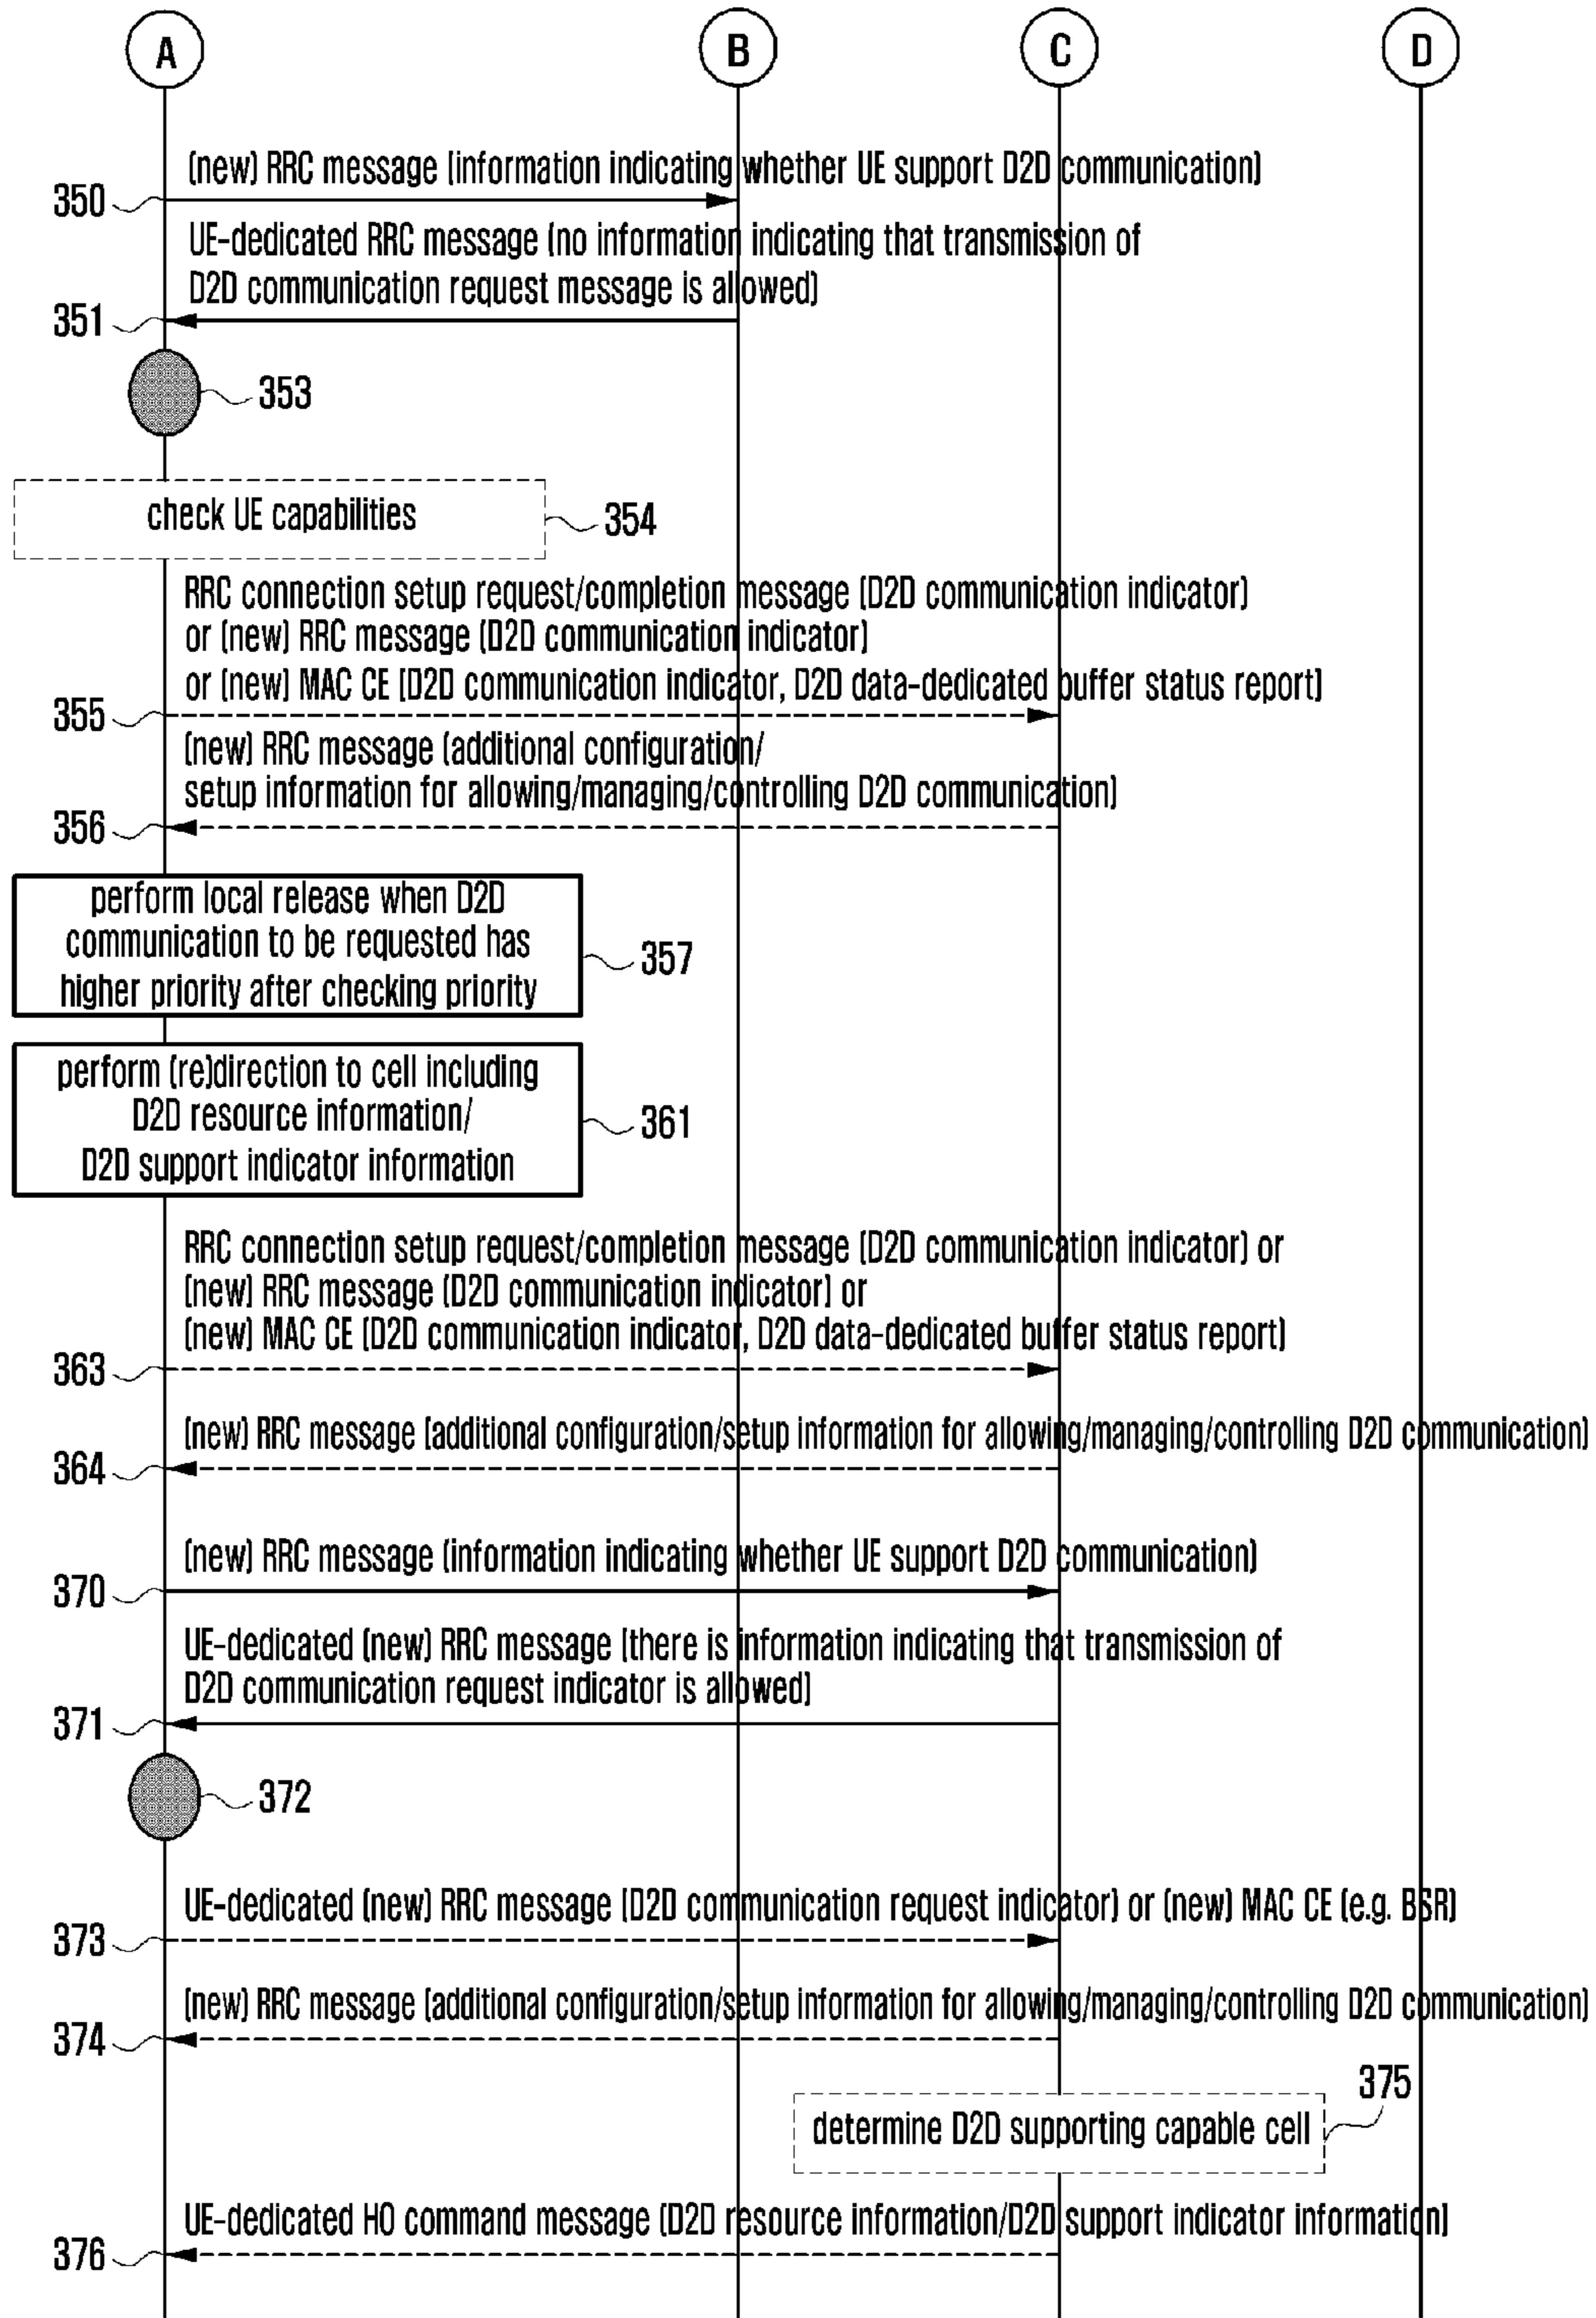 A B C D
(new) RRC message (information indicating whether UE support D2D communication)
350
UE-dedicated RRC message (no information indicating that transmission of
D2D communication request message is allowed)
351
353
check UE capabilities
354
RRC connection setup request/completion message (D2D communication indicator)
or (new) RRC message (D2D communication indicator)
or (new) MAC CE (D2D communication indicator, D2D data-dedicated buffer status report)
355
(new) RRC message (additional configuration/
setup information for allowing/managing/controlling D2D communication)
356
perform local release when D2D
communication to be requested has
higher priority after checking priority
357
perform (re)direction to cell including
D2D resource information/
D2D support indicator information
361
RRC connection setup request/completion message (D2D communication indicator) or
(new) RRC message (D2D communication indicator) or
(new) MAC CE (D2D communication indicator, D2D data-dedicated buffer status report)
363
(new) RRC message (additional configuration/setup information for allowing/managing/controlling D2D communication)
364
(new) RRC message (information indicating whether UE support D2D communication)
370
UE-dedicated (new) RRC message (there is information indicating that transmission of
D2D communication request indicator is allowed)
371
372
UE-dedicated (new) RRC message (D2D communication request indicator) or (new) MAC CE (e.g. BSR)
373
(new) RRC message (additional configuration/setup information for allowing/managing/controlling D2D communication)
374
375
determine D2D supporting capable cell
UE-dedicated HO command message (D2D resource information/D2D support indicator information)
376